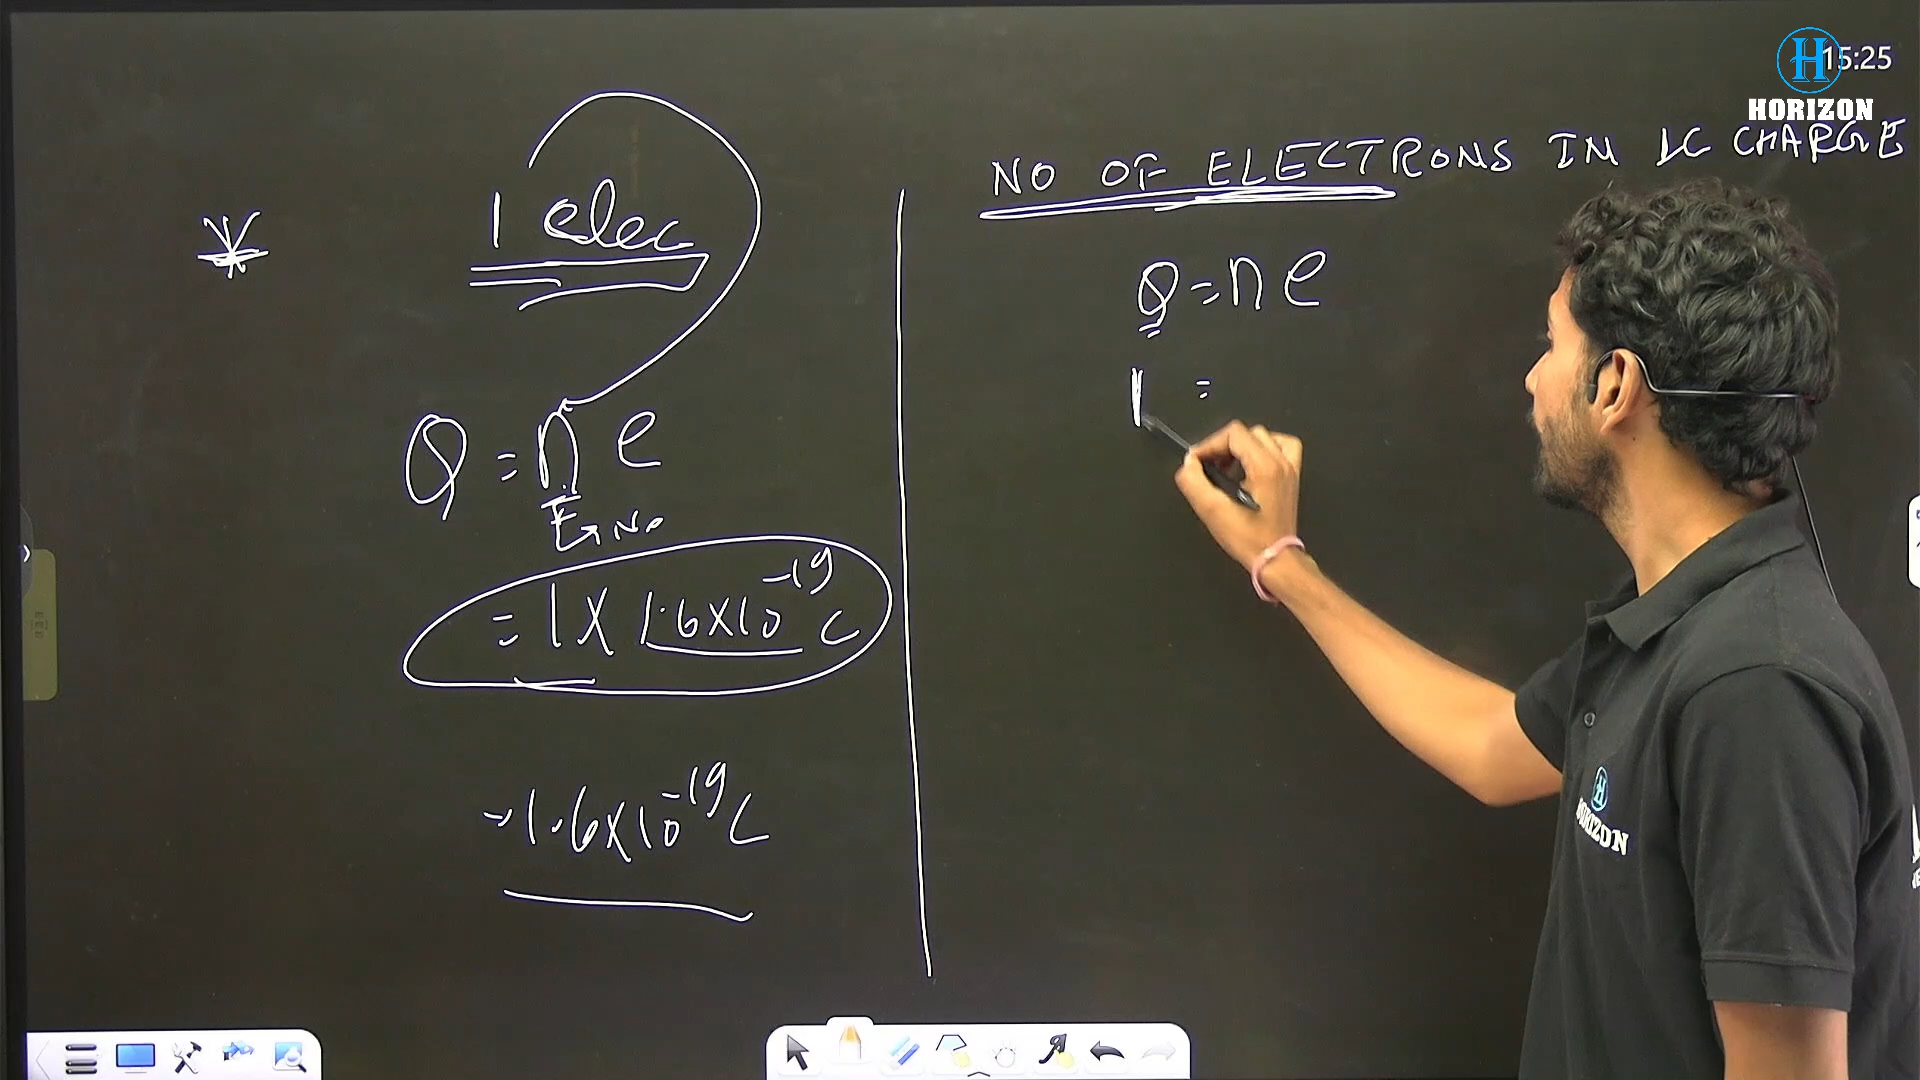 15:25
HORIZON
1 elec
Q = n e
= 1 X 1.6X10⁻¹⁹ C
1.6X10⁻¹⁹ C
NO OF ELECTRONS IN 1C CHARGE
Q = n e
1 =
HORIZON